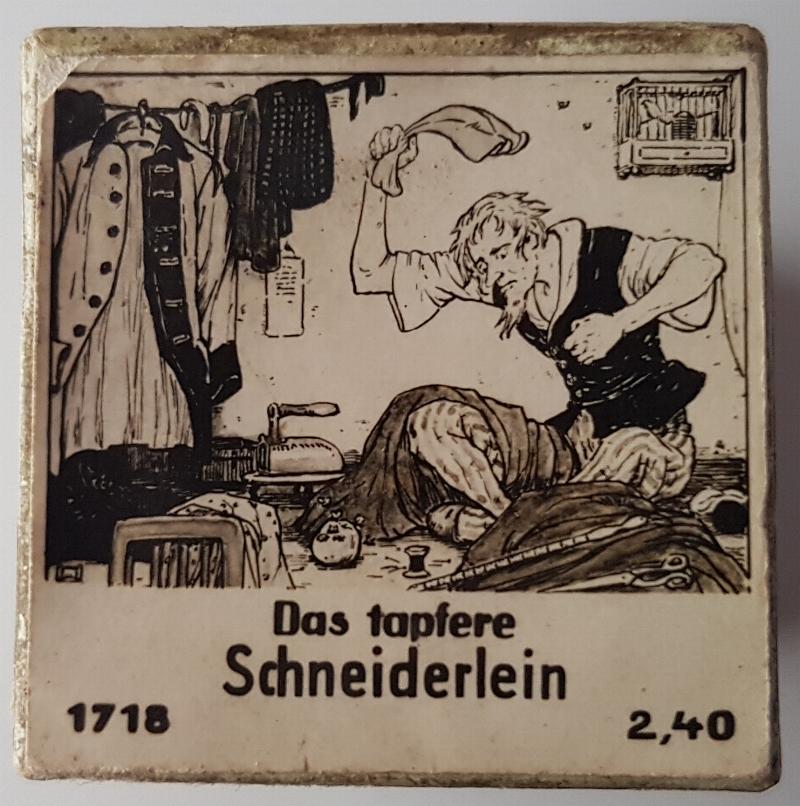 Das tapfere
Schneiderlein
1718
2,40